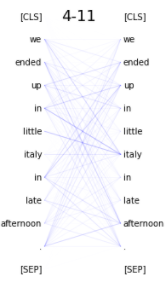 4-11
[CLS] [CLS]
we we
ended ended
up up
in in
little little
italy italy
in in
late late
afternoon afternoon
. .
[SEP] [SEP]